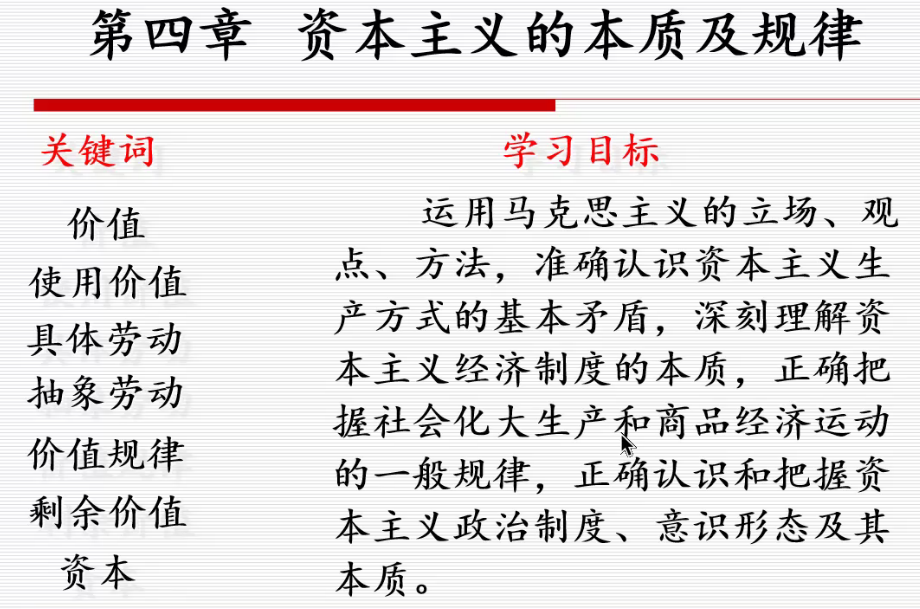 第四章 资本主义的本质及规律
关键词
价值
使用价值
具体劳动
抽象劳动
价值规律
剩余价值
资本
学习目标
运用马克思主义的立场、观
点、方法，准确认识资本主义生
产方式的基本矛盾，深刻理解资
本主义经济制度的本质，正确把
握社会化大生产和商品经济运动
的一般规律，正确认识和把握资
本主义政治制度、意识形态及其
本质。